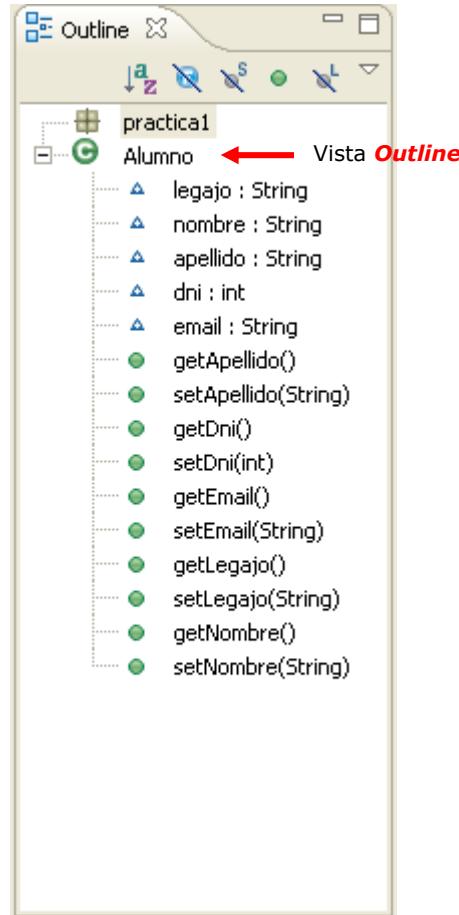 Outline
a
z
S
L
practica1
Alumno
Vista Outline
legajo : String
nombre : String
apellido : String
dni : int
email : String
getApellido()
setApellido(String)
getDni()
setDni(int)
getEmail()
setEmail(String)
getLegajo()
setLegajo(String)
getNombre()
setNombre(String)